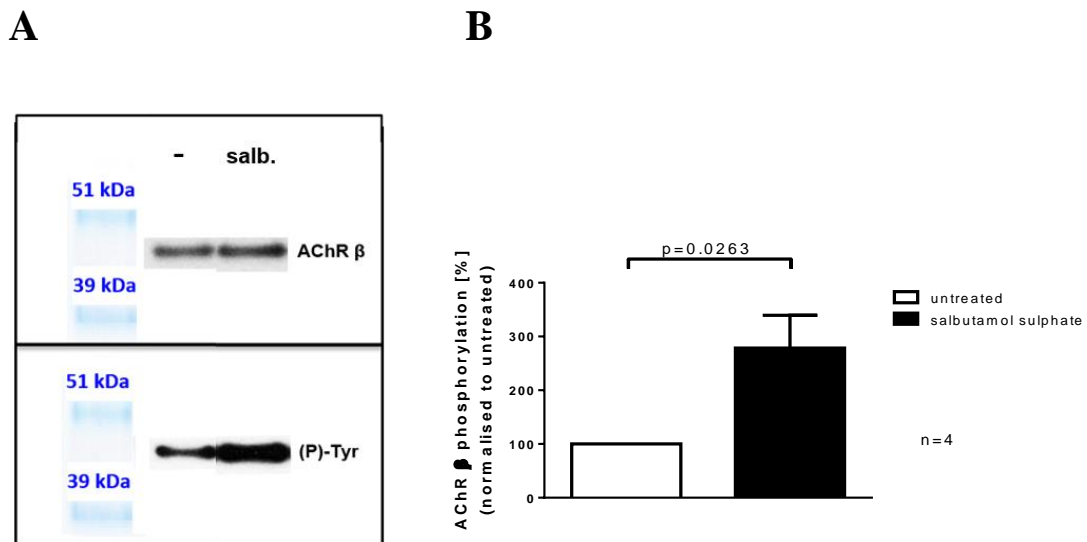 A
- salb.
51 kDa
AChR β
39 kDa
51 kDa
(P)-Tyr
39 kDa
B
p=0.0263
AChR β phosphorylation [%]
(normalised to untreated)
400
300
200
100
0
untreated
salbutamol sulphate
n=4